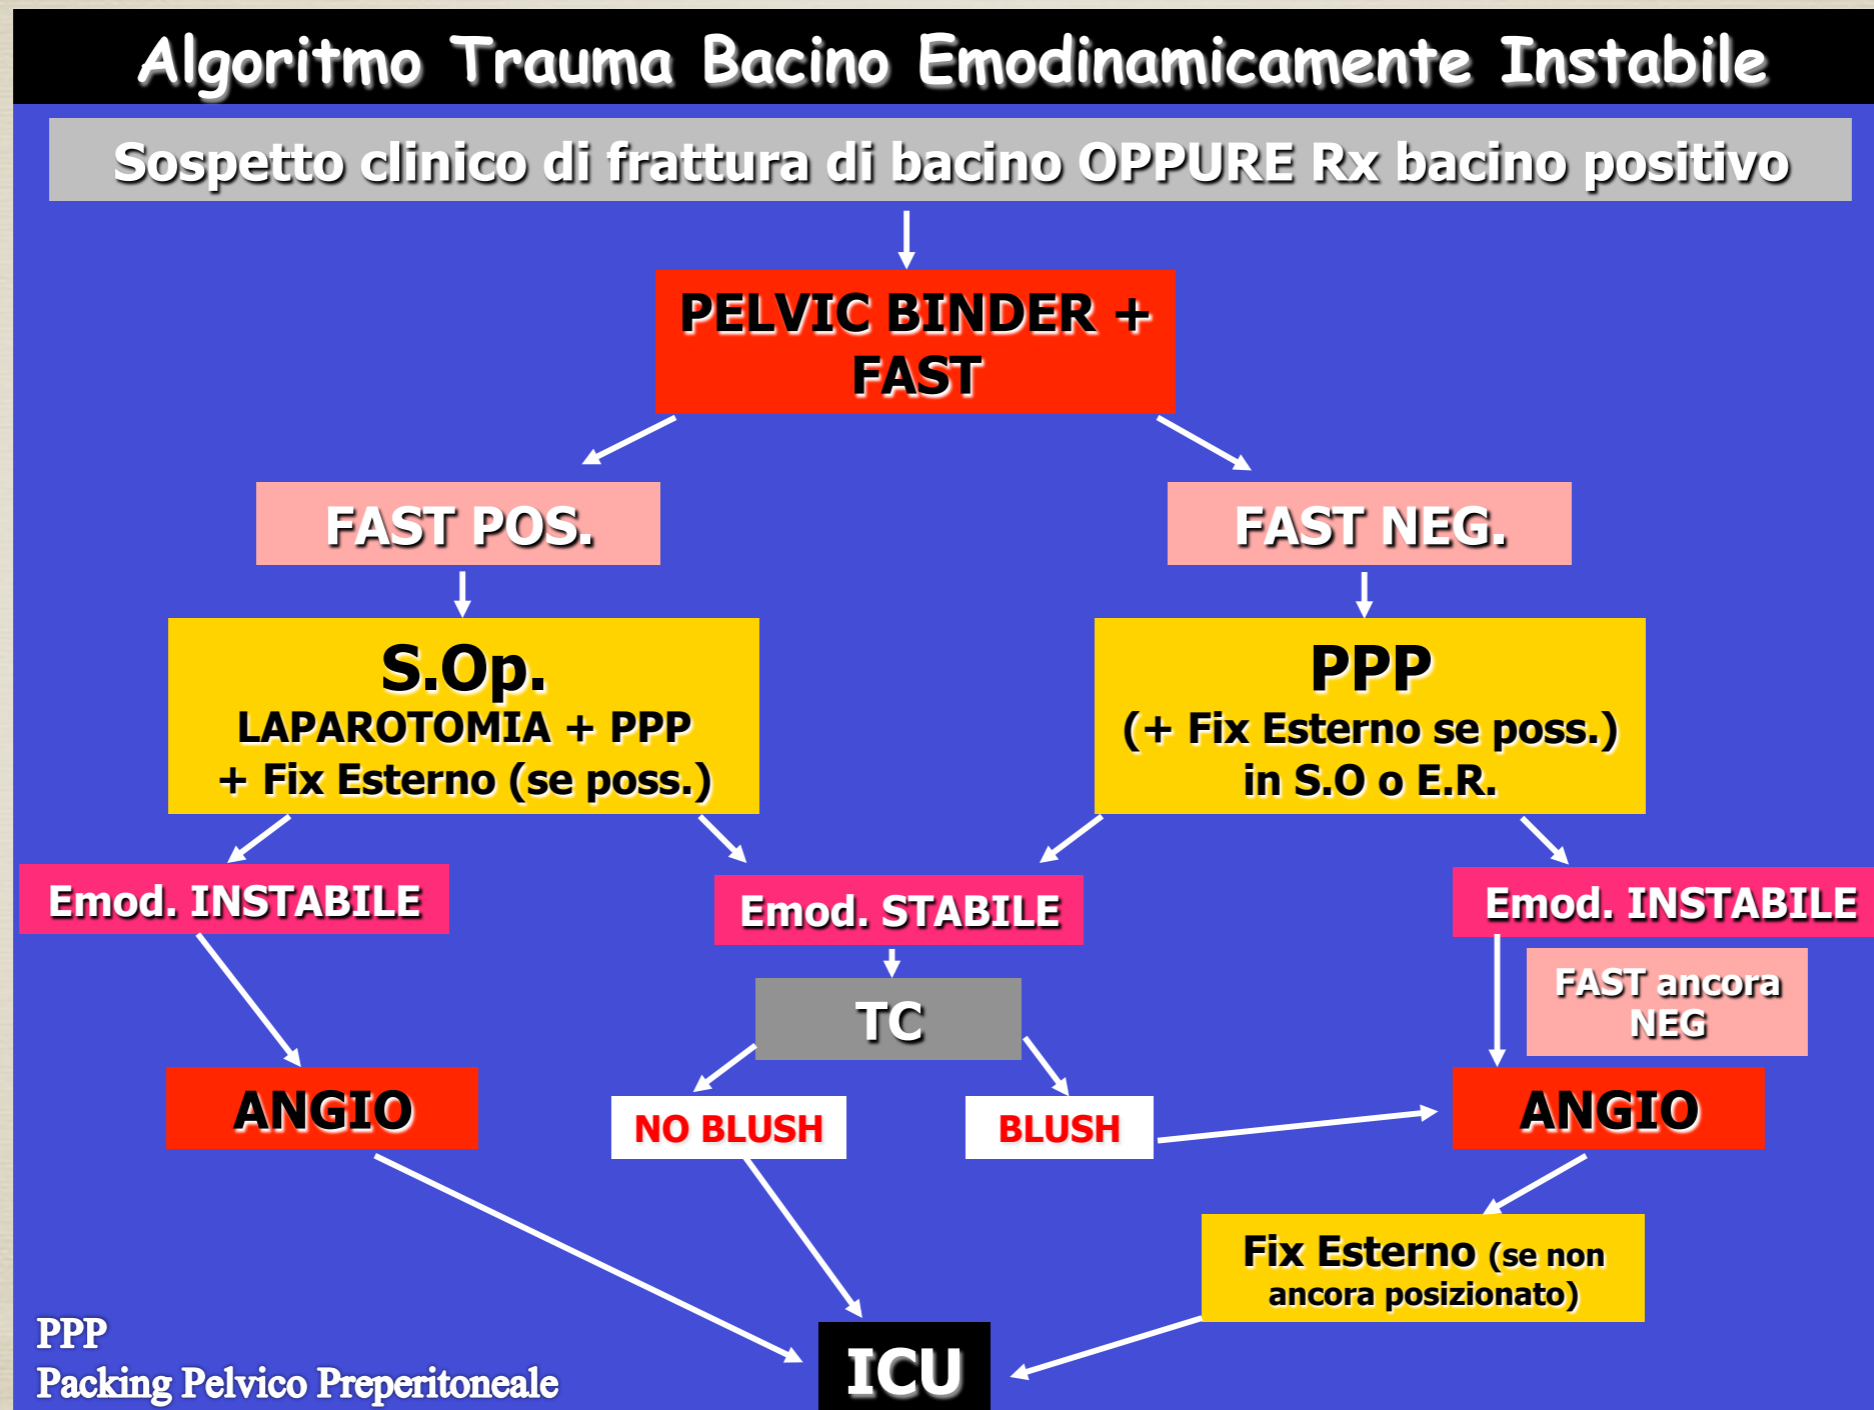 Algoritmo Trauma Bacino Emodinamicamente Instabile
Sospetto clinico di frattura di bacino OPPURE Rx bacino positivo
PELVIC BINDER +
FAST
FAST POS.
FAST NEG.
S.Op.
LAPAROTOMIA + PPP
+ Fix Esterno (se poss.)
PPP
(+ Fix Esterno se poss.)
in S.O o E.R.
Emod. INSTABILE
Emod. STABILE
Emod. INSTABILE
FAST ancora
NEG
TC
ANGIO
NO BLUSH
BLUSH
ANGIO
Fix Esterno (se non
ancora posizionato)
ICU
PPP
Packing Pelvico Preperitoneale